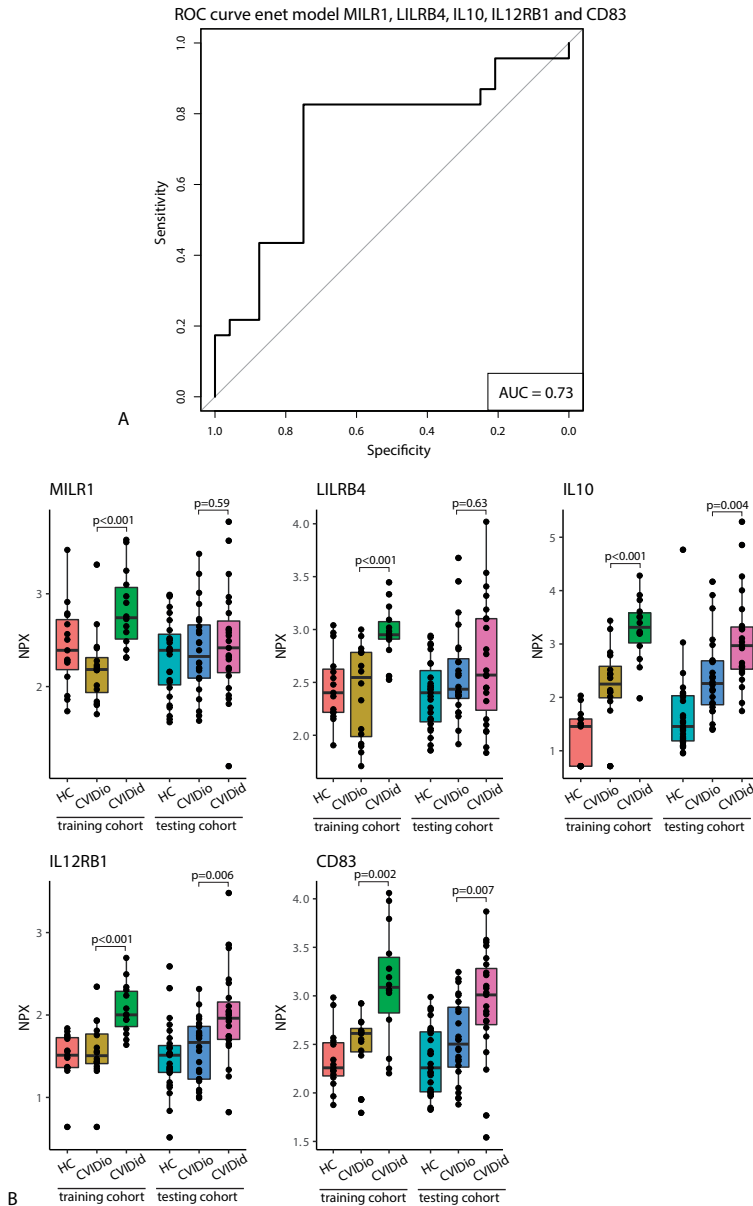 ROC curve enet model MILR1, LILRB4, IL10, IL12RB1 and CD83
1.0
0.8
0.6
0.4
0.2
0.0
Sensitivity
AUC = 0.73
1.0 0.8 0.6 0.4 0.2 0.0
Specificity
A
MILR1
p<0.001
p=0.59
3
2
NPX
HC CVIDio CVIDid HC CVIDio CVIDid
training cohort testing cohort
LILRB4
p<0.001
p=0.63
4.0
3.5
3.0
2.5
2.0
NPX
HC CVIDio CVIDid HC CVIDio CVIDid
training cohort testing cohort
IL10
p<0.001
p=0.004
5
4
3
2
1
NPX
HC CVIDio CVIDid HC CVIDio CVIDid
training cohort testing cohort
IL12RB1
p<0.001
p=0.006
3
2
1
NPX
HC CVIDio CVIDid HC CVIDio CVIDid
training cohort testing cohort
CD83
p=0.002
p=0.007
4.0
3.5
3.0
2.5
2.0
1.5
NPX
HC CVIDio CVIDid HC CVIDio CVIDid
training cohort testing cohort
B